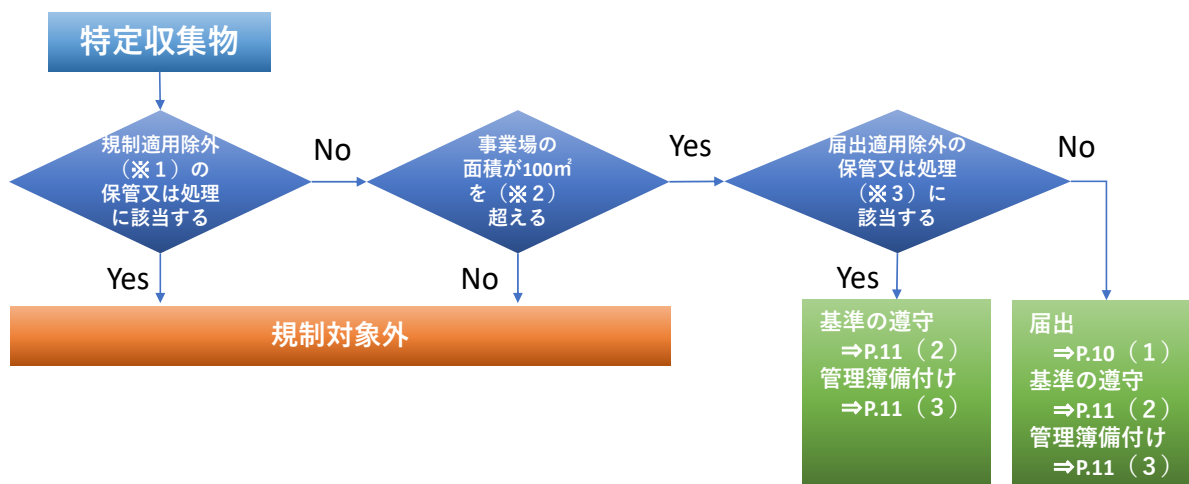 特定収集物
規制適用除外
（※１）の
保管又は処理
に該当する
No
事業場の
面積が100㎡
を（※２）
超える
Yes
届出適用除外の
保管又は処理
（※３）に
該当する
No
Yes
No
Yes
規制対象外
基準の遵守
⇒P.11（２）
管理簿備付け
⇒P.11（３）
届出
⇒P.10（１）
基準の遵守
⇒P.11（２）
管理簿備付け
⇒P.11（３）